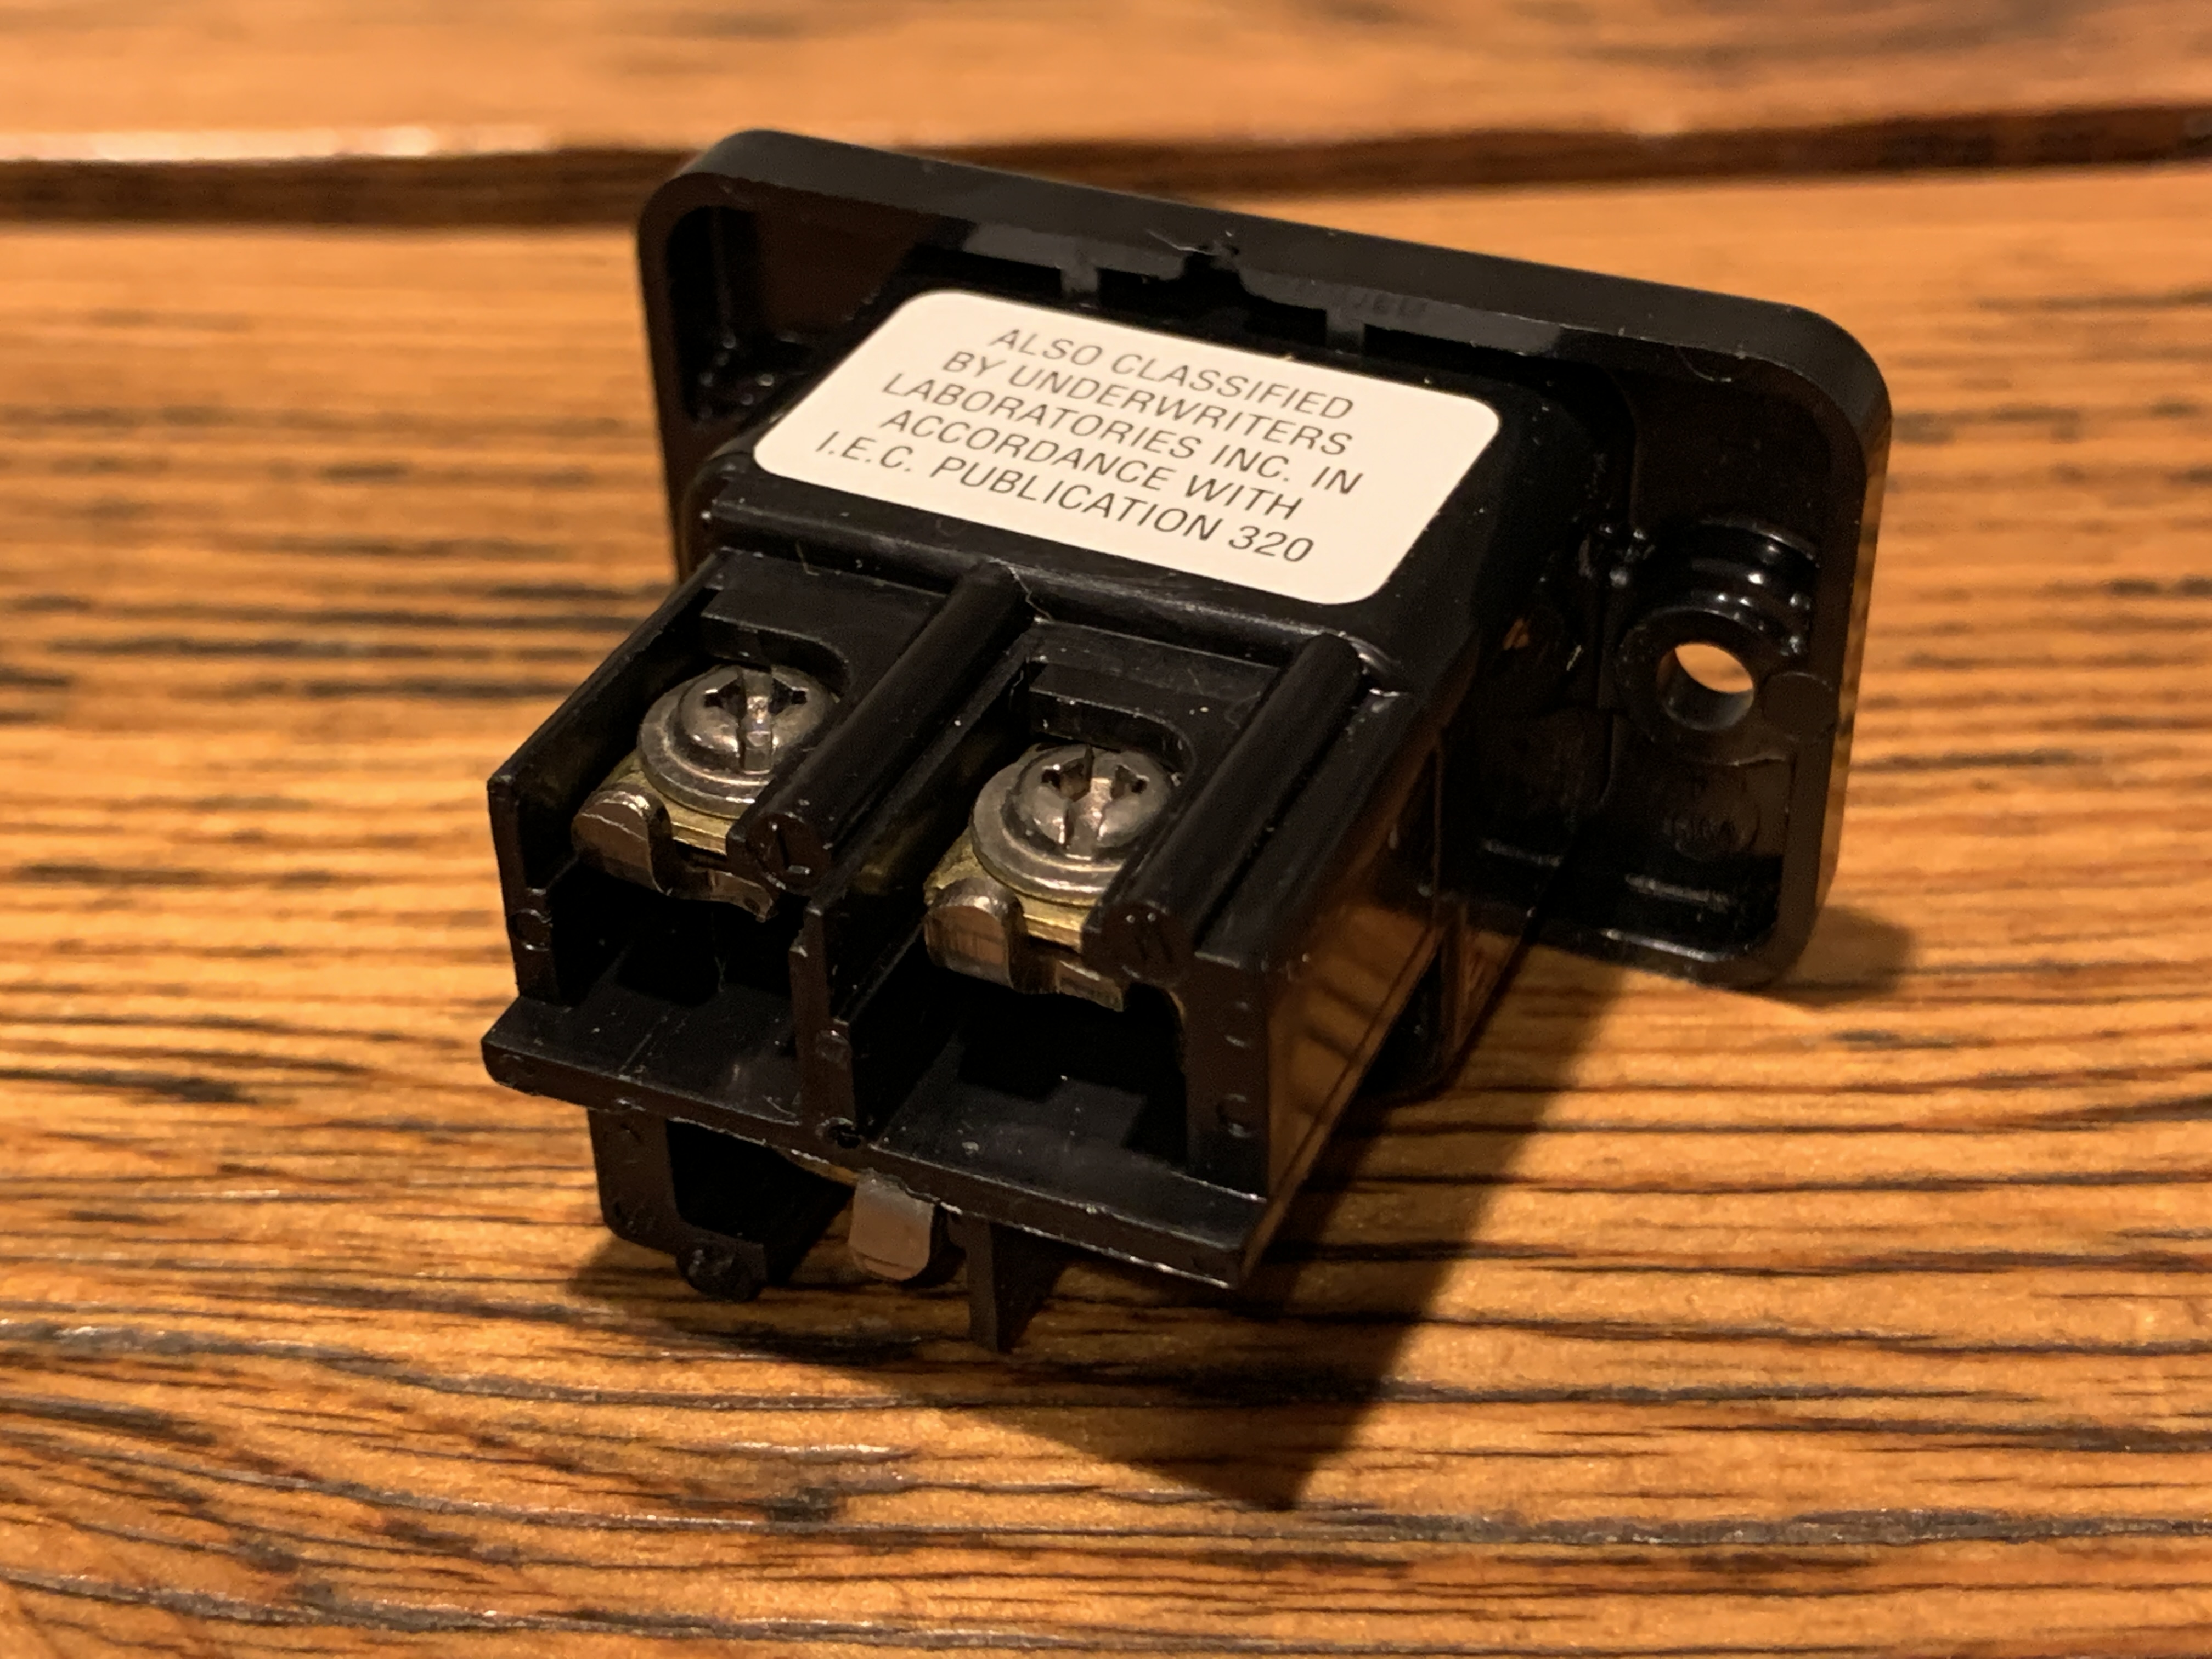 ALSO CLASSIFIED
BY UNDERWRITERS
LABORATORIES INC. IN
ACCORDANCE WITH
I.E.C. PUBLICATION 320